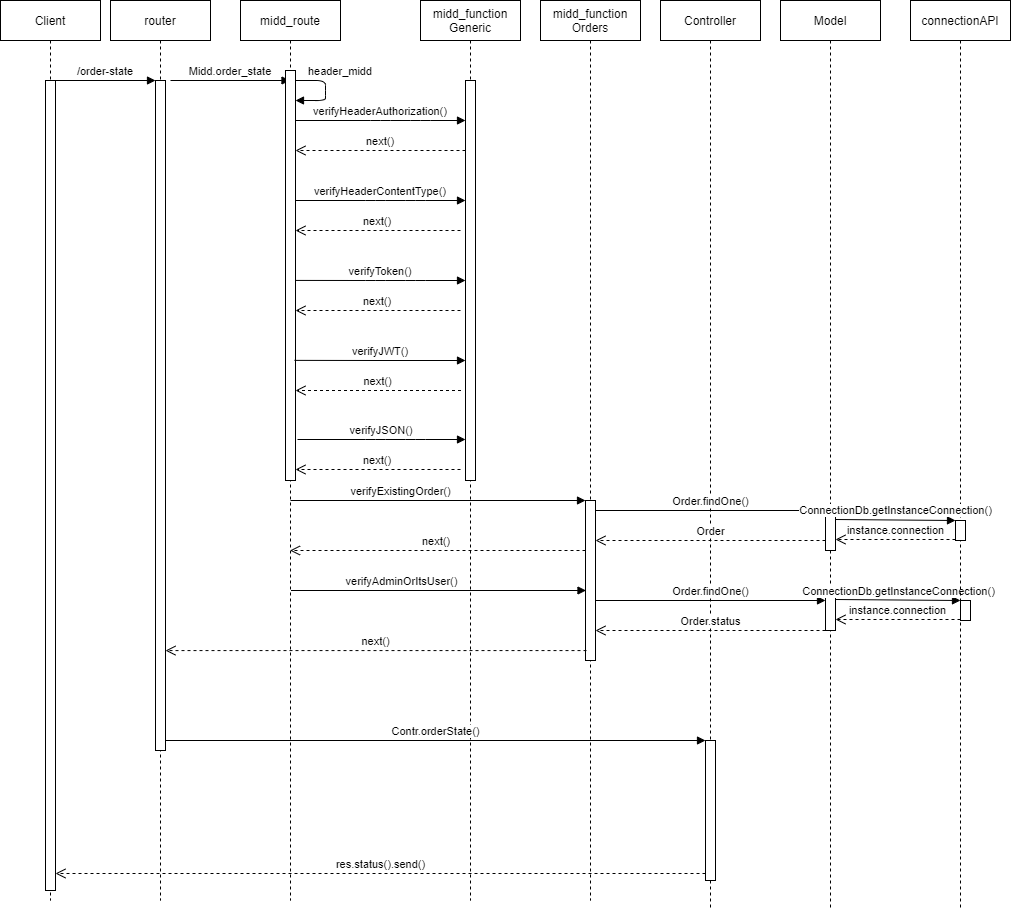 Client
router
midd_route
midd_function
Generic
midd_function
Orders
Controller
Model
connectionAPI
/order-state
Midd.order_state
header_midd
verifyHeaderAuthorization()
next()
verifyHeaderContentType()
next()
verifyToken()
next()
verifyJWT()
next()
verifyJSON()
next()
verifyExistingOrder()
Order.findOne()
ConnectionDb.getInstanceConnection()
instance.connection
Order
next()
verifyAdminOrItsUser()
Order.findOne()
ConnectionDb.getInstanceConnection()
instance.connection
Order.status
next()
Contr.orderState()
res.status().send()